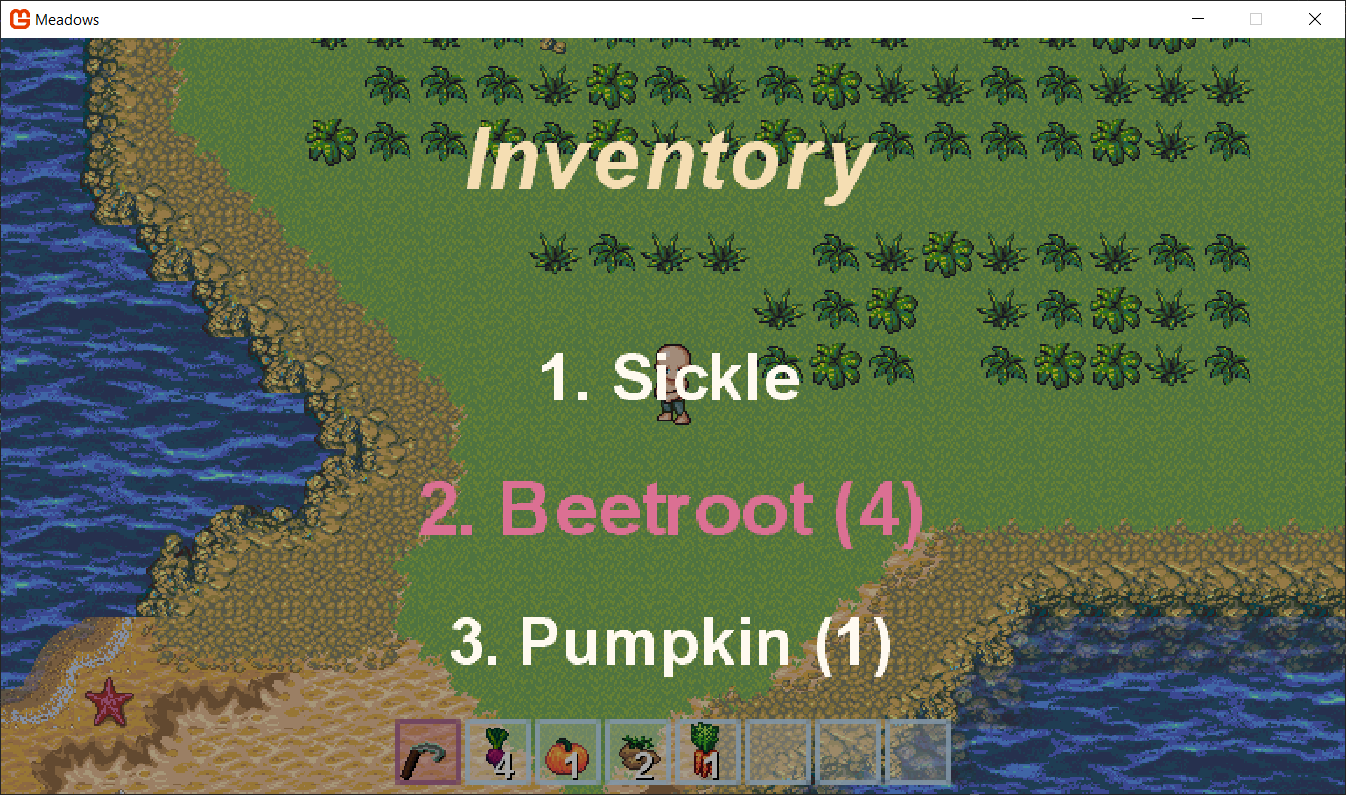 Meadows
Inventory
1. Sickle
2. Beetroot (4)
3. Pumpkin (1)
4 1 2 1